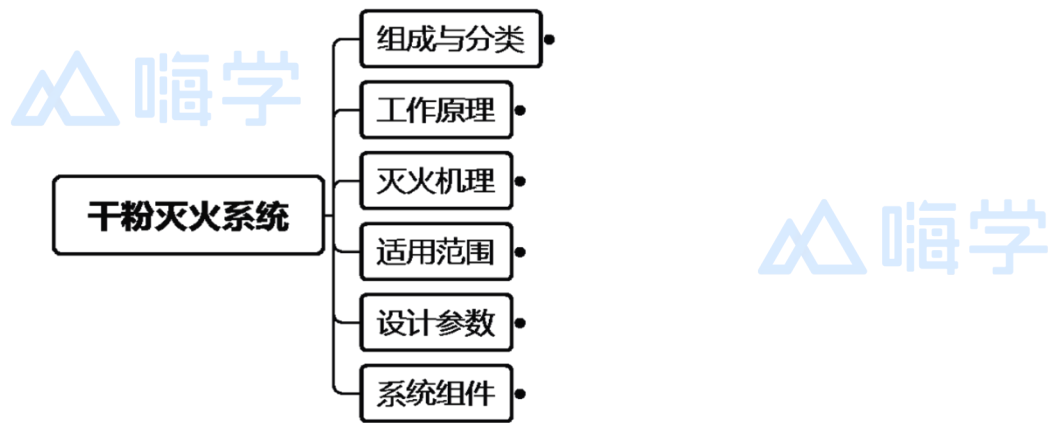 组成与分类
嗨学
工作原理
灭火机理
干粉灭火系统
嗨学
适用范围
设计参数
系统组件